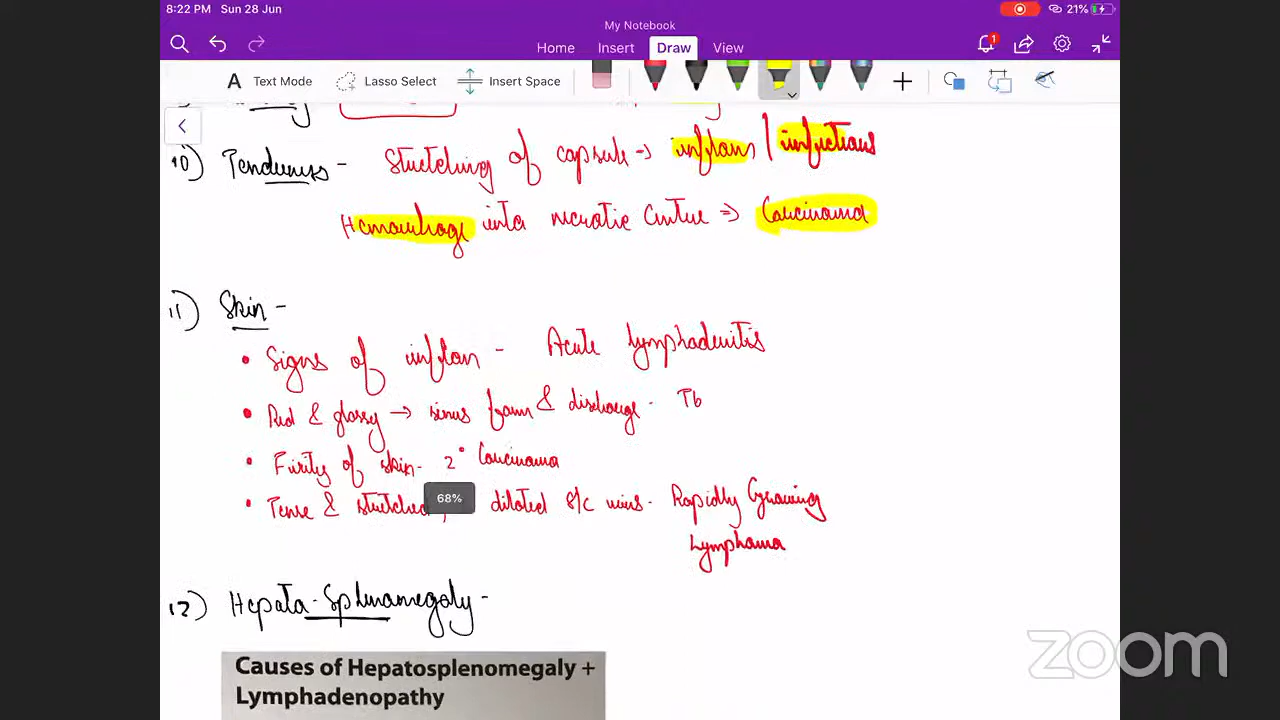 8:22 PM Sun 28 Jun
21%
My Notebook
Home Insert Draw View
1
A Text Mode Lasso Select Insert Space
10) Tenderness - Stretching of capsule → inflam | infectious
Hemorrhage into necrotic centre ⇒ Carcinoma
11) Skin -
• Signs of inflam - Acute lymphadenitis
• Red & glossy → sinus form & discharge - Tb
• Fixity of skin - 2° Carcinoma
• Tense & stretched, dilated s/c veins - Rapidly Growing
Lymphoma
68%
12) Hepato-Splenomegaly -
Causes of Hepatosplenomegaly +
Lymphadenopathy
zoom